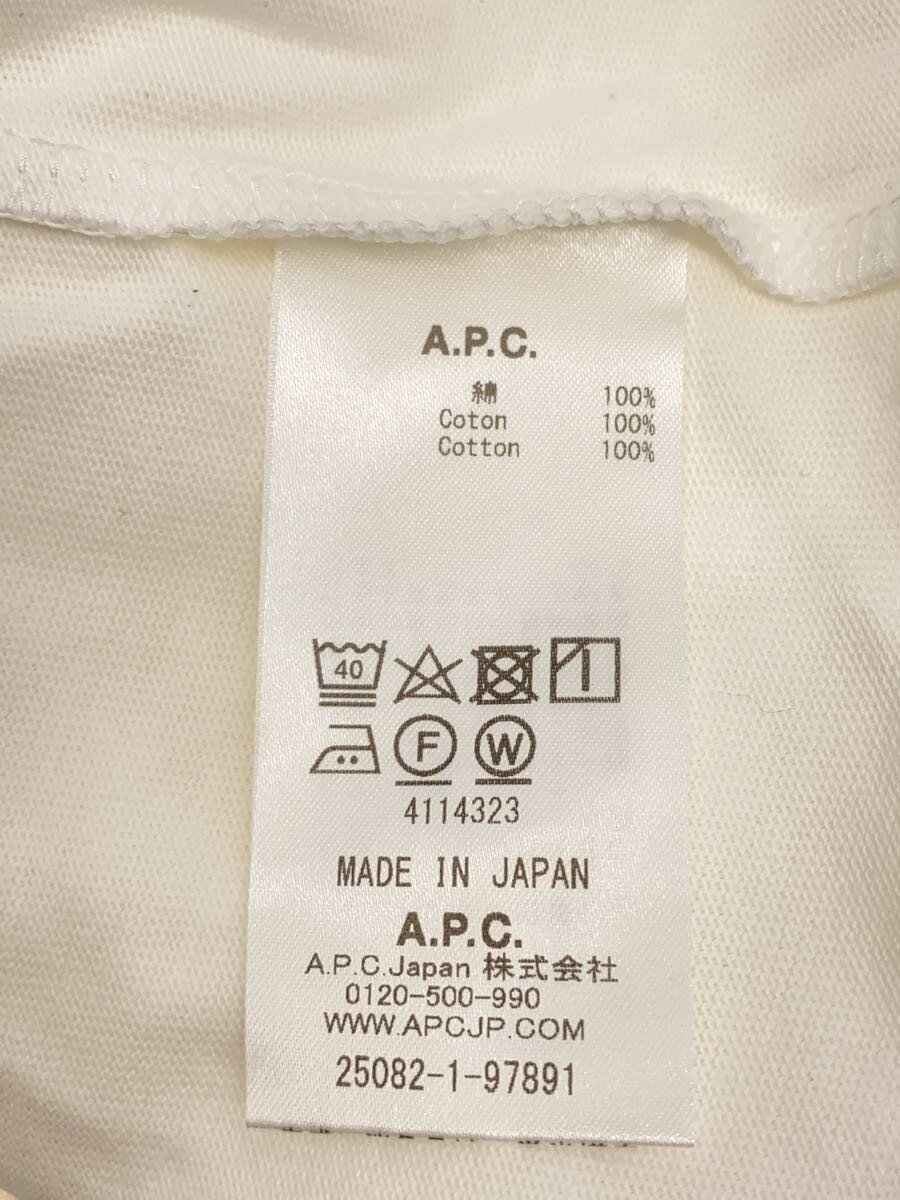 A.P.C.
綿 100%
Coton 100%
Cotton 100%
40
F W
4114323
MADE IN JAPAN
A.P.C.
A.P.C.Japan 株式会社
0120-500-990
WWW.APCJP.COM
25082-1-97891